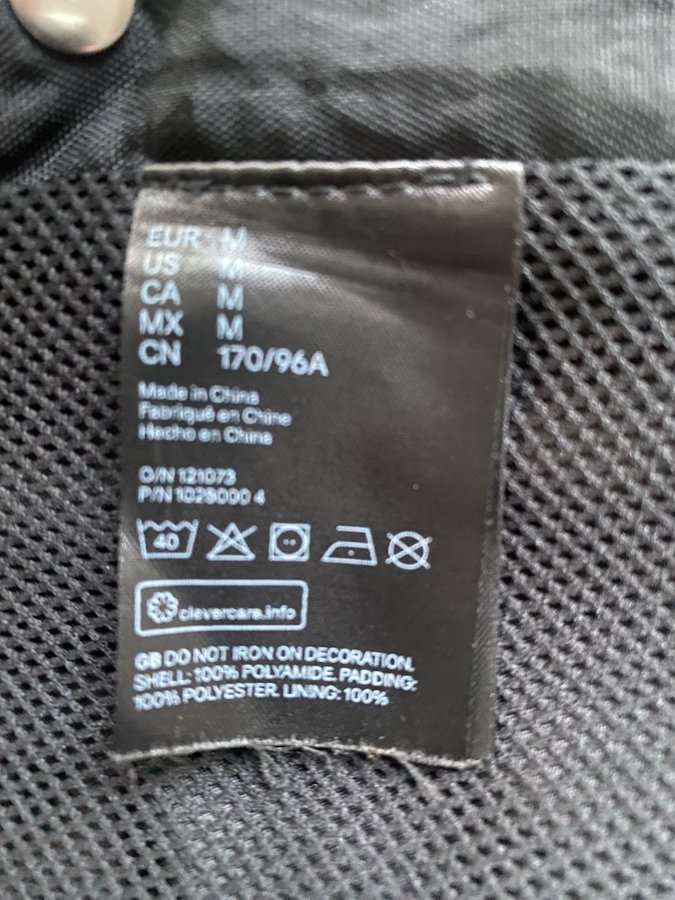 EUR M
US M
CA M
MX M
CN 170/96A
Made in China
Fabriqué en Chine
Hecho en China
O/N 121073
P/N 1028000 4
40
clevercare.info
GB DO NOT IRON ON DECORATION.
SHELL: 100% POLYAMIDE. PADDING:
100% POLYESTER. LINING: 100%